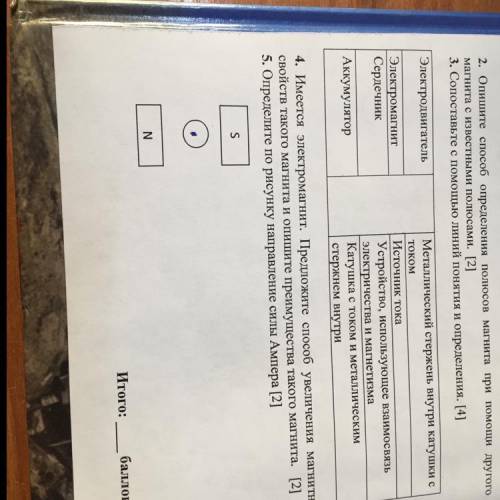 2. Опишите способ определения полюсов магнита при помощи другого
магнита с известными полюсами. [2]
3. Сопоставьте с помощью линий понятия и определения. [4]
Электродвигатель
Металлический стержень внутри катушки с
током
Электромагнит
Источник тока
Сердечник
Устройство, использующее взаимосвязь
электричества и магнетизма
Аккумулятор
Катушка с током и металлическим
стержнем внутри
4. Имеется электромагнит. Предложите способ увеличения магнитн
свойств такого магнита и опишите преимущества такого магнита. [2]
5. Определите по рисунку направление силы Ампера [2]
S
N
Итого: ___ баллов